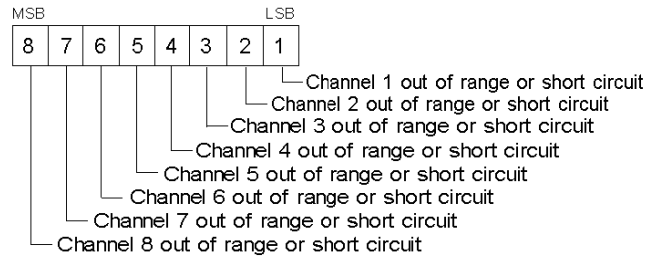 MSB LSB
8 7 6 5 4 3 2 1
Channel 1 out of range or short circuit
Channel 2 out of range or short circuit
Channel 3 out of range or short circuit
Channel 4 out of range or short circuit
Channel 5 out of range or short circuit
Channel 6 out of range or short circuit
Channel 7 out of range or short circuit
Channel 8 out of range or short circuit